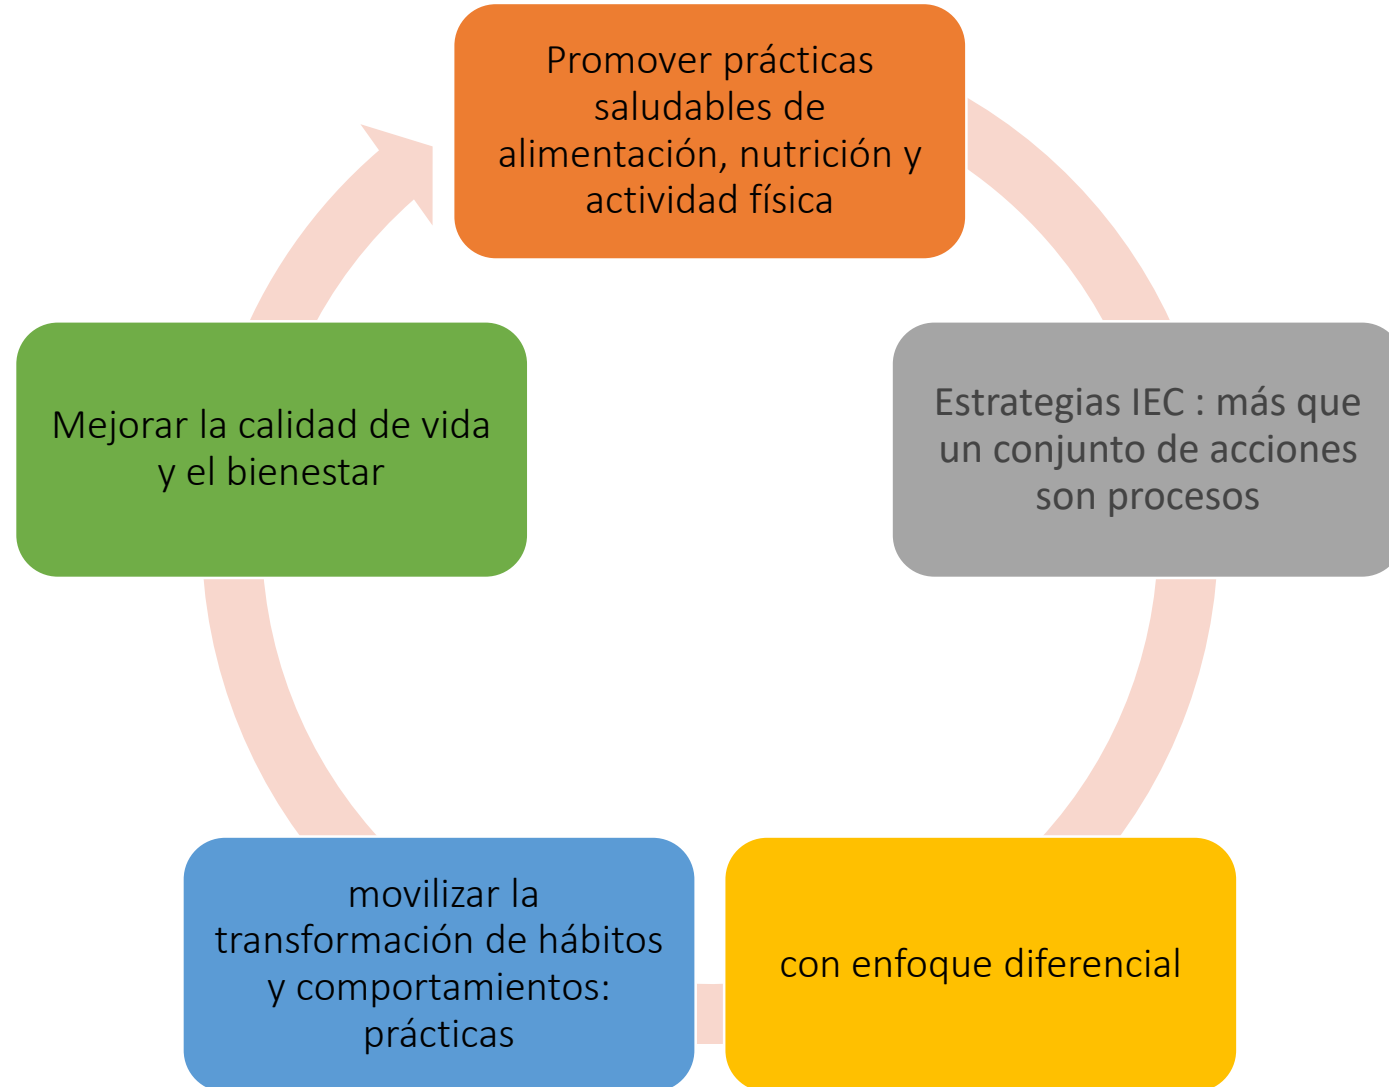 Promover prácticas
saludables de
alimentación, nutrición y
actividad física
Estrategias IEC : más que
un conjunto de acciones
son procesos
con enfoque diferencial
movilizar la
transformación de hábitos
y comportamientos:
prácticas
Mejorar la calidad de vida
y el bienestar